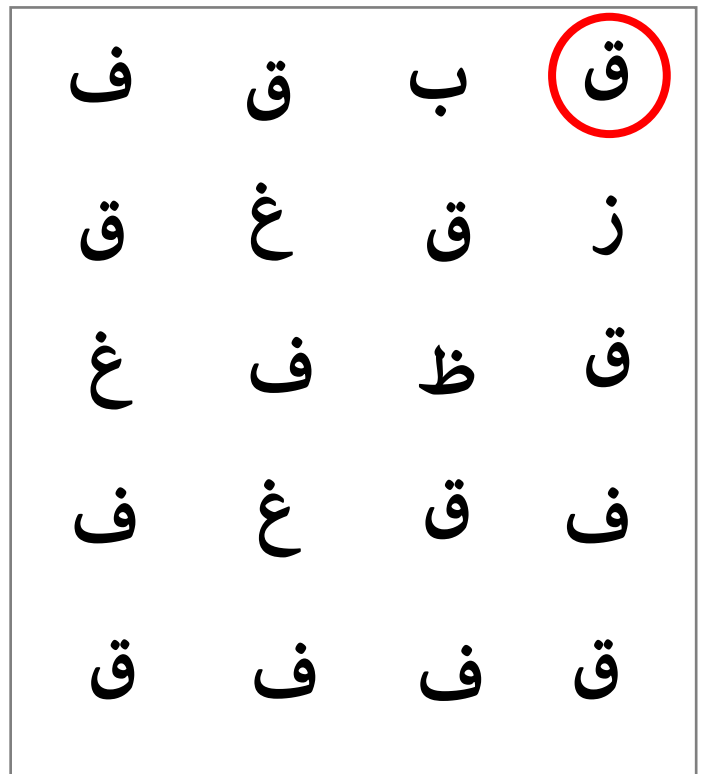 ق ب ق ف
ز ق غ ق
ق ظ ف غ
ف ق غ ف
ق ف ف ق